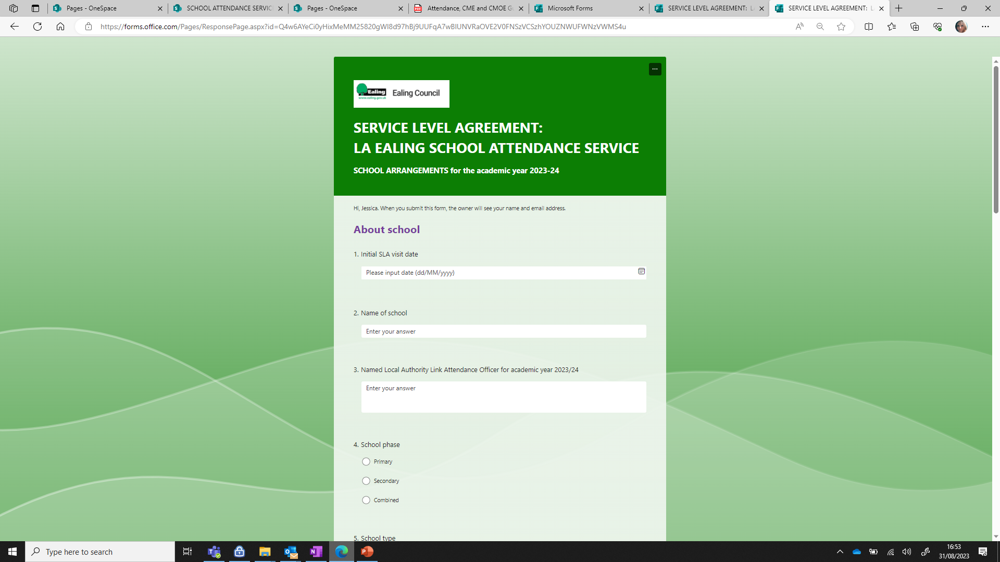 Pages - OneSpace
SCHOOL ATTENDANCE SERVIC
Pages - OneSpace
Attendance, CME and CMOE Gu
Microsoft Forms
SERVICE LEVEL AGREEMENT: L
SERVICE LEVEL AGREEMENT: L
https://forms.office.com/Pages/ResponsePage.aspx?id=Q4w6AYeCi0yHixMeMM25820gWl8d97hBj9UUFqA7wBlUNVRaOVE2V0FNSzVCSzhYOUZNWUFWNzVWMS4u
Ealing
www.ealing.gov.uk
Ealing Council
SERVICE LEVEL AGREEMENT:
LA EALING SCHOOL ATTENDANCE SERVICE
SCHOOL ARRANGEMENTS for the academic year 2023-24
Hi, Jessica. When you submit this form, the owner will see your name and email address.
About school
1. Initial SLA visit date
Please input date (dd/MM/yyyy)
2. Name of school
Enter your answer
3. Named Local Authority Link Attendance Officer for academic year 2023/24
Enter your answer
4. School phase
Primary
Secondary
Combined
5. School type
Type here to search
16:53
31/08/2023